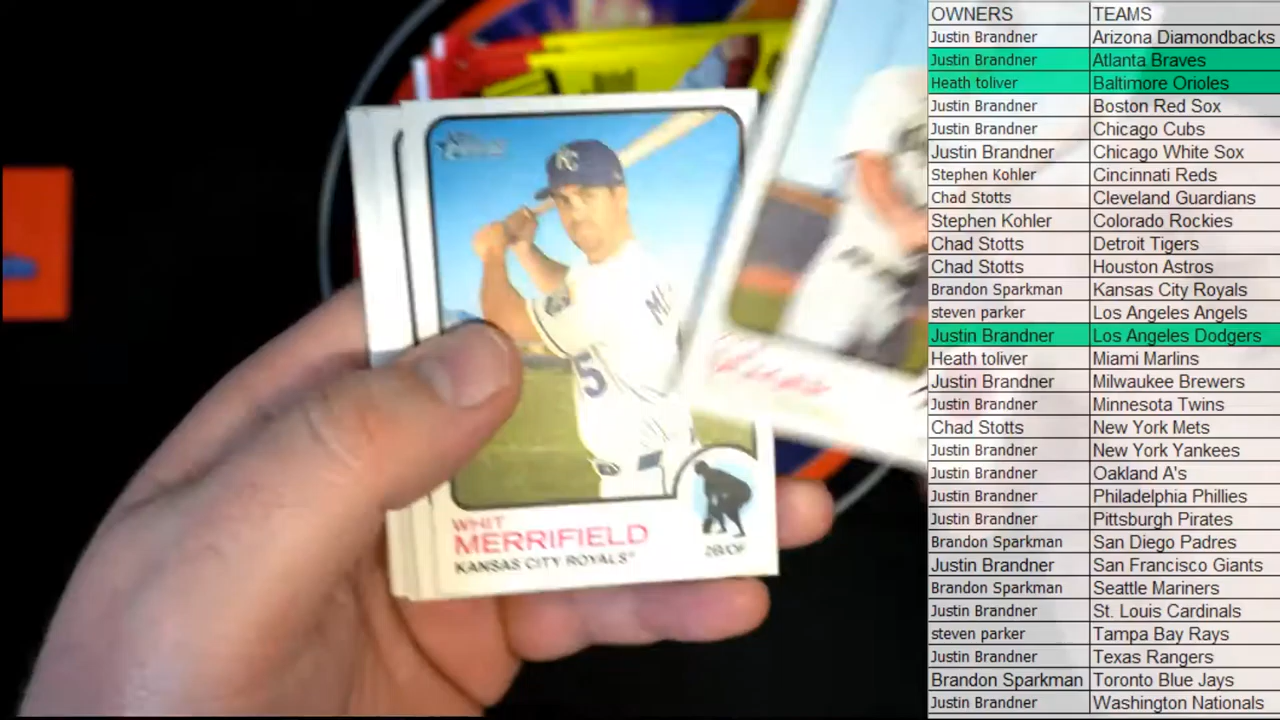 Heritage
KC
5
WHIT
MERRIFIELD
KANSAS CITY ROYALS
2B/OF
OWNERS TEAMS
Justin Brandner Arizona Diamondbacks
Justin Brandner Atlanta Braves
Heath toliver Baltimore Orioles
Justin Brandner Boston Red Sox
Justin Brandner Chicago Cubs
Justin Brandner Chicago White Sox
Stephen Kohler Cincinnati Reds
Chad Stotts Cleveland Guardians
Stephen Kohler Colorado Rockies
Chad Stotts Detroit Tigers
Chad Stotts Houston Astros
Brandon Sparkman Kansas City Royals
steven parker Los Angeles Angels
Justin Brandner Los Angeles Dodgers
Heath toliver Miami Marlins
Justin Brandner Milwaukee Brewers
Justin Brandner Minnesota Twins
Chad Stotts New York Mets
Justin Brandner New York Yankees
Justin Brandner Oakland A's
Justin Brandner Philadelphia Phillies
Justin Brandner Pittsburgh Pirates
Brandon Sparkman San Diego Padres
Justin Brandner San Francisco Giants
Brandon Sparkman Seattle Mariners
Justin Brandner St. Louis Cardinals
steven parker Tampa Bay Rays
Justin Brandner Texas Rangers
Brandon Sparkman Toronto Blue Jays
Justin Brandner Washington Nationals